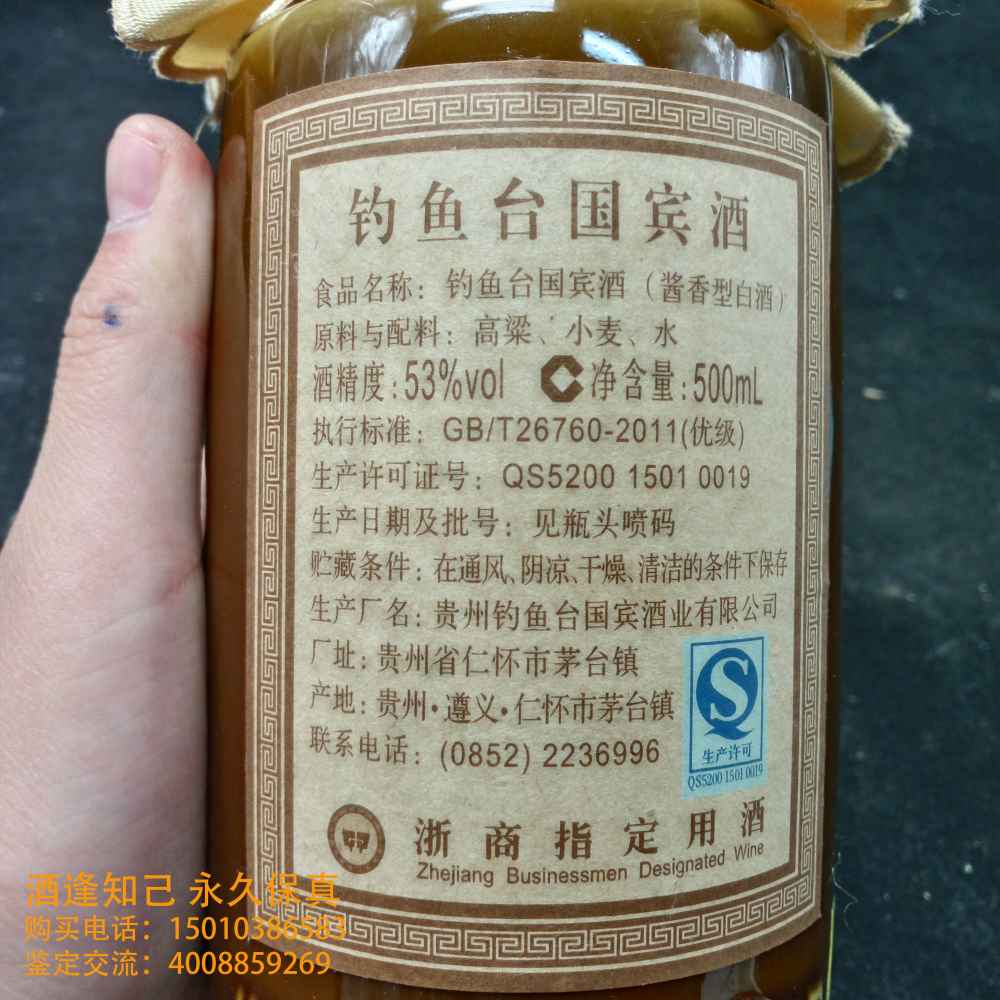 钓鱼台国宾酒
食品名称：钓鱼台国宾酒（酱香型白酒）
原料与配料：高粱、小麦、水
酒精度：53%vol 净含量：500mL
执行标准：GB/T26760-2011(优级)
生产许可证号：QS5200 1501 0019
生产日期及批号：见瓶头喷码
贮藏条件：在通风、阴凉、干燥、清洁的条件下保存
生产厂名：贵州钓鱼台国宾酒业有限公司
厂址：贵州省仁怀市茅台镇
产地：贵州·遵义·仁怀市茅台镇
联系电话：(0852) 2236996
生产许可
QS5200 1501 0019
浙商指定用酒
Zhejiang Businessmen Designated Wine
酒逢知己 永久保真
购买电话：15010386583
鉴定交流：4008859269